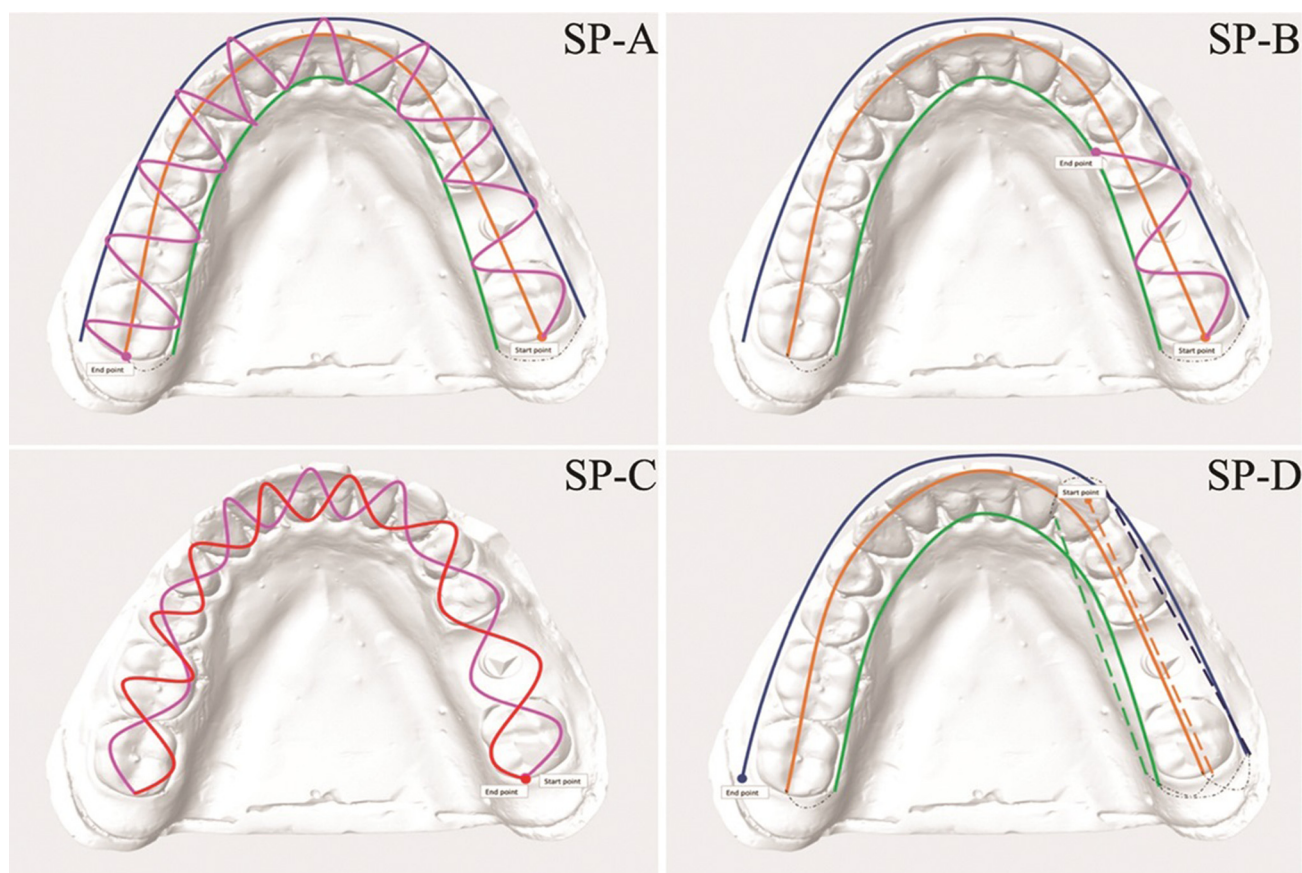 SP-A
Start point
End point
SP-B
End point
Start point
SP-C
End point
Start point
SP-D
Start point
End point